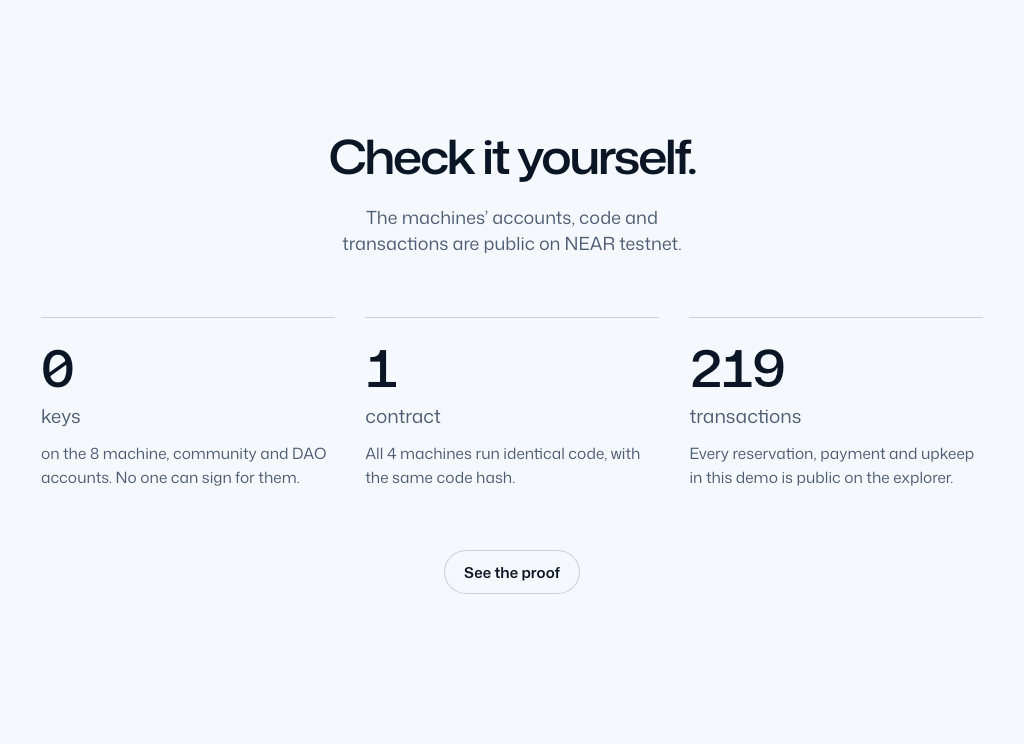 Check it yourself.
The machines’ accounts, code and
transactions are public on NEAR testnet.
0
keys
on the 8 machine, community and DAO
accounts. No one can sign for them.
1
contract
All 4 machines run identical code, with
the same code hash.
219
transactions
Every reservation, payment and upkeep
in this demo is public on the explorer.
See the proof